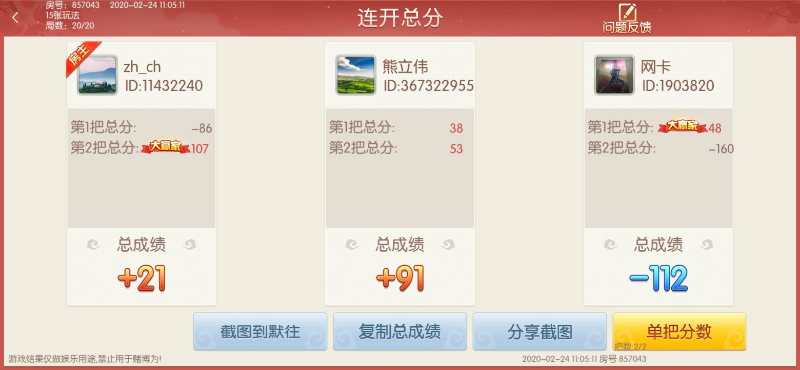 房号：857043 2020-02-24 11:05:11
15张玩法
局数：20/20
连开总分
问题反馈
房主
zh_ch
ID:11432240
第1把总分: -86
第2把总分: 大赢家 107
总成绩
+21
熊立伟
ID:367322955
第1把总分: 38
第2把总分: 53
总成绩
+91
网卡
ID:1903820
第1把总分: 大赢家 48
第2把总分: -160
总成绩
-112
截图到默往
复制总成绩
分享截图
单把分数
把数:2/2
游戏结果仅做娱乐用途,禁止用于赌博为!
2020-02-24 11:05:11 房号 857043